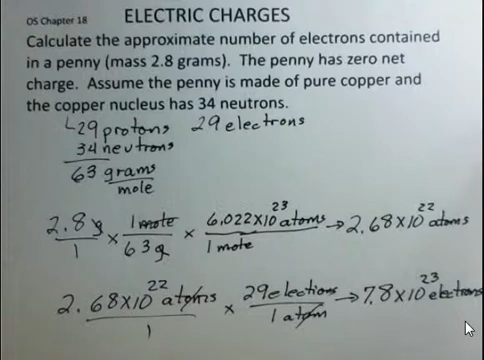 OS Chapter 18 ELECTRIC CHARGES
Calculate the approximate number of electrons contained
in a penny (mass 2.8 grams). The penny has zero net
charge. Assume the penny is made of pure copper and
the copper nucleus has 34 neutrons.
29 protons 29 electrons
34 neutrons
63 grams/mole
2.8 g/1 × 1 mole/63 g × 6.022×10^23 atoms/1 mole → 2.68×10^22 atoms
2.68×10^22 atoms/1 × 29 electrons/1 atom → 7.8×10^23 electrons